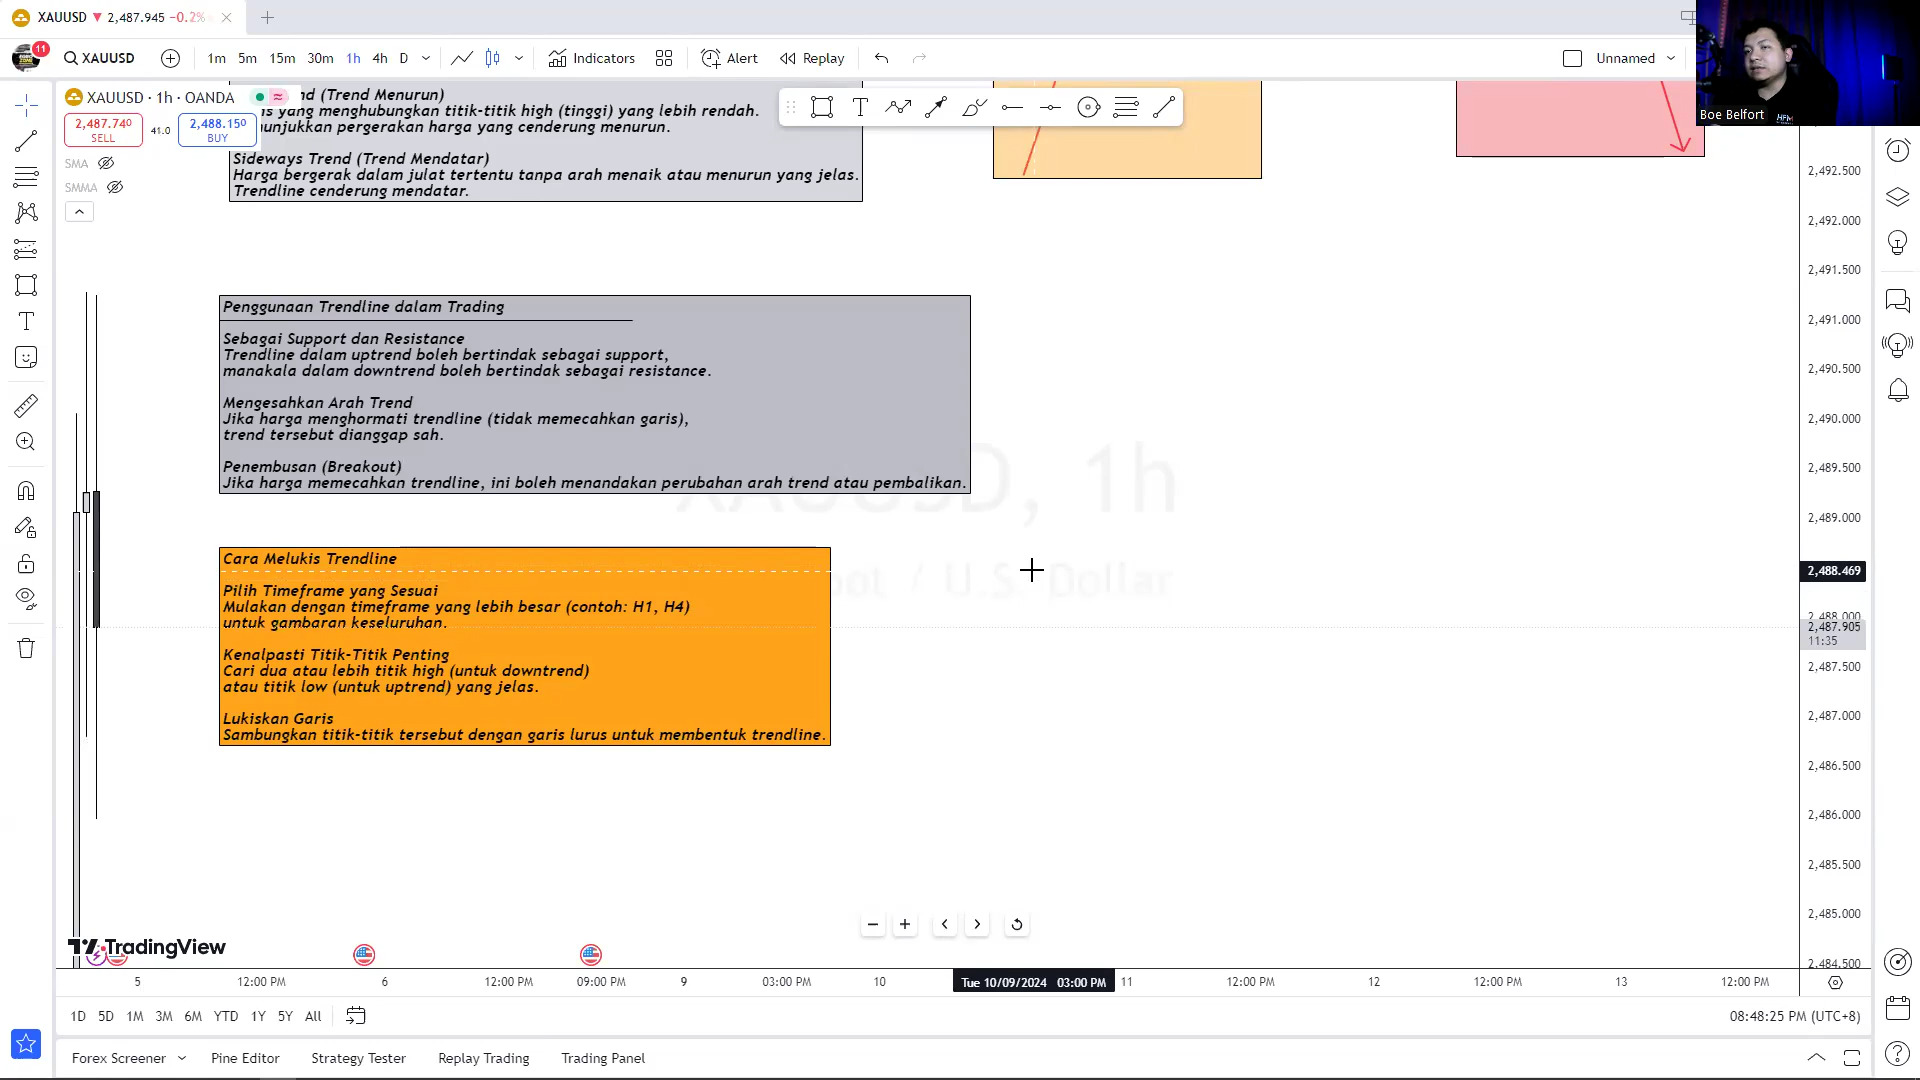 XAUUSD ▼ 2,487.945 −0.2%
11
XAUUSD
1m 5m 15m 30m 1h 4h D
Indicators
Alert
Replay
Unnamed
Boe Belfort
HFM
XAUUSD · 1h · OANDA
2,487.740
SELL
41.0
2,488.150
BUY
SMA
SMMA
(Trend Menurun)
yang menghubungkan titik-titik high (tinggi) yang lebih rendah.
pergerakan harga yang cenderung menurun.
Sideways Trend (Trend Mendatar)
Harga bergerak dalam julat tertentu tanpa arah menaik atau menurun yang jelas.
Trendline cenderung mendatar.
Penggunaan Trendline dalam Trading
Sebagai Support dan Resistance
Trendline dalam uptrend boleh bertindak sebagai support,
manakala dalam downtrend boleh bertindak sebagai resistance.
Mengesahkan Arah Trend
Jika harga menghormati trendline (tidak memecahkan garis),
trend tersebut dianggap sah.
Penembusan (Breakout)
Jika harga memecahkan trendline, ini boleh menandakan perubahan arah trend atau pembalikan.
Cara Melukis Trendline
Pilih Timeframe yang Sesuai
Mulakan dengan timeframe yang lebih besar (contoh: H1, H4)
untuk gambaran keseluruhan.
Kenalpasti Titik-Titik Penting
Cari dua atau lebih titik high (untuk downtrend)
atau titik low (untuk uptrend) yang jelas.
Lukiskan Garis
Sambungkan titik-titik tersebut dengan garis lurus untuk membentuk trendline.
1h
/ U.S. Dollar
2,492.500
2,492.000
2,491.500
2,491.000
2,490.500
2,490.000
2,489.500
2,489.000
2,488.469
2,488.000
2,487.905
11:35
2,487.500
2,487.000
2,486.500
2,486.000
2,485.500
2,485.000
2,484.500
TradingView
5 12:00 PM 6 12:00 PM 09:00 PM 9 03:00 PM 10 Tue 10/09/2024 03:00 PM 11 12:00 PM 12 12:00 PM 13 12:00 PM
1D 5D 1M 3M 6M YTD 1Y 5Y All
08:48:25 PM (UTC+8)
Forex Screener Pine Editor Strategy Tester Replay Trading Trading Panel